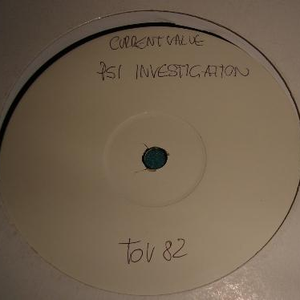 CURRENT VALUE
PSI INVESTIGATION
TOV 82